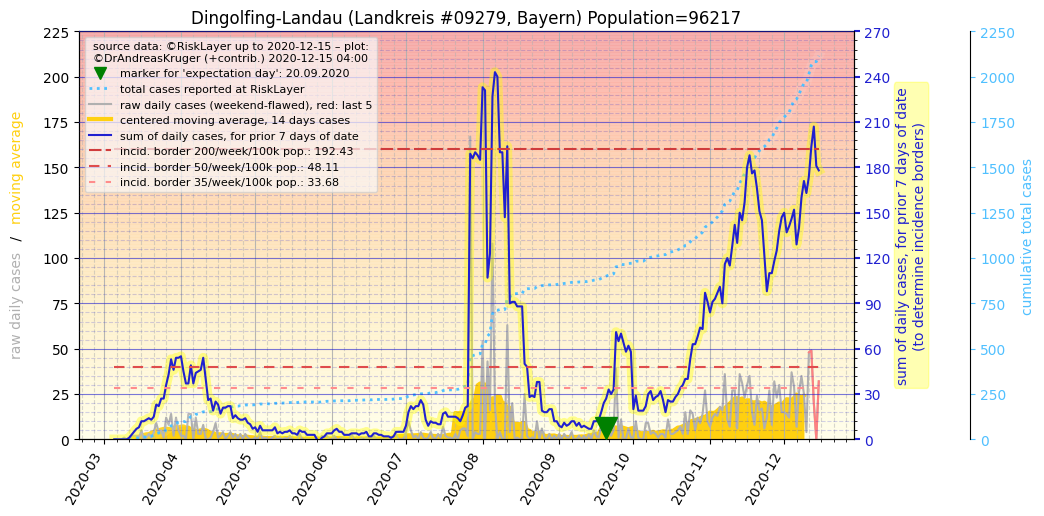 Dingolfing-Landau (Landkreis #09279, Bayern) Population=96217
source data: ©RiskLayer up to 2020-12-15 – plot:
©DrAndreasKruger (+contrib.) 2020-12-15 04:00
marker for 'expectation day': 20.09.2020
total cases reported at RiskLayer
raw daily cases (weekend-flawed), red: last 5
centered moving average, 14 days cases
sum of daily cases, for prior 7 days of date
incid. border 200/week/100k pop.: 192.43
incid. border 50/week/100k pop.: 48.11
incid. border 35/week/100k pop.: 33.68
raw daily cases / moving average
225
200
175
150
125
100
75
50
25
0
2020-03
2020-04
2020-05
2020-06
2020-07
2020-08
2020-09
2020-10
2020-11
2020-12
270
240
210
180
150
120
90
60
30
0
sum of daily cases, for prior 7 days of date
(to determine incidence borders)
2250
2000
1750
1500
1250
1000
750
500
250
0
cumulative total cases